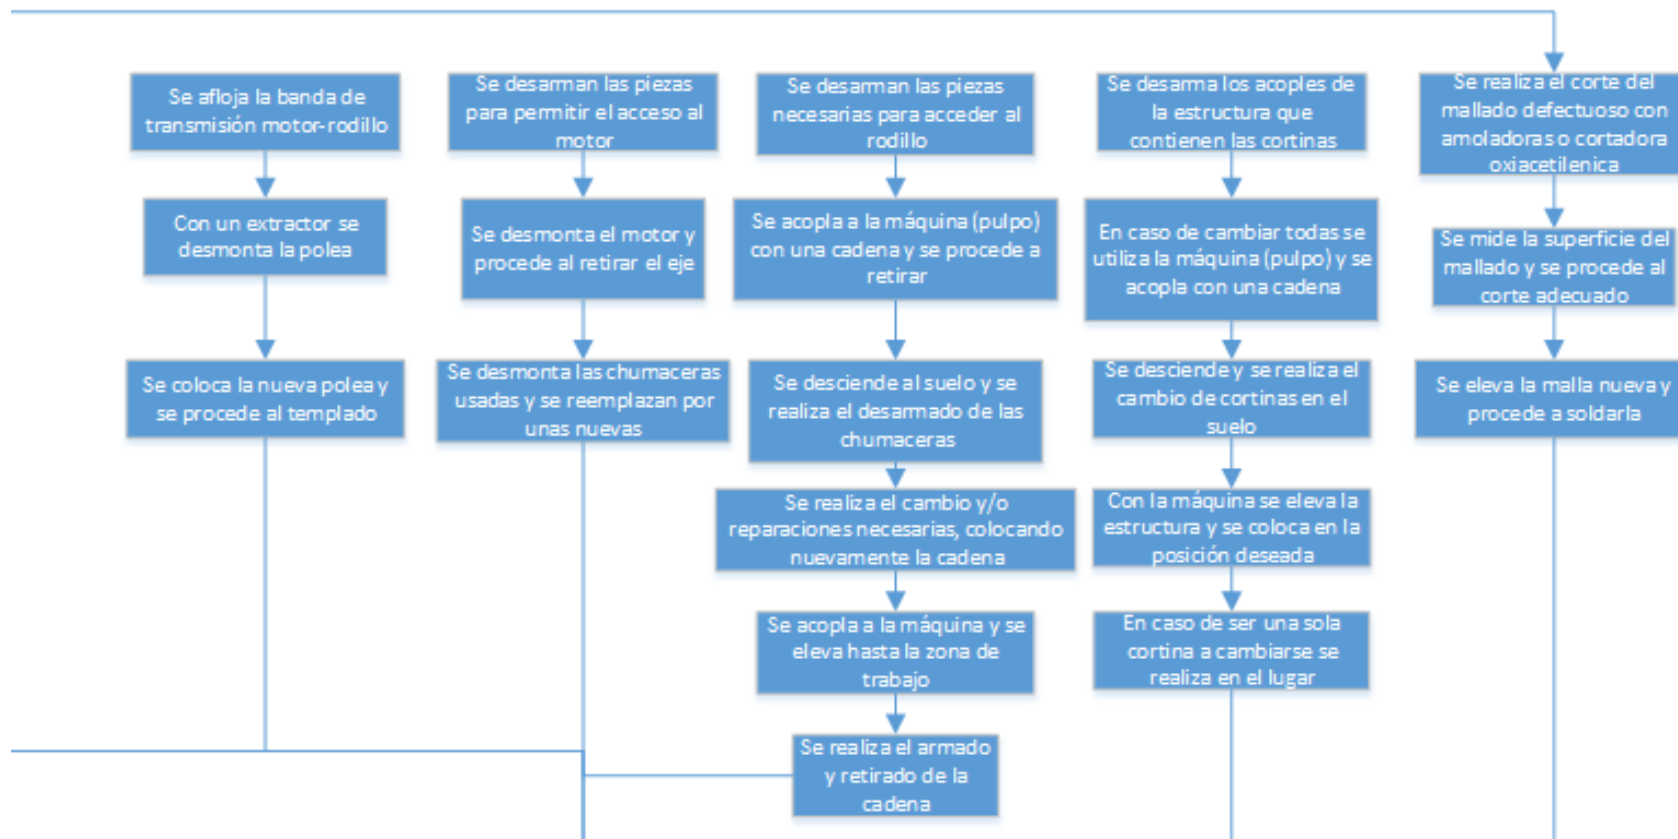 Se afloja la banda de
transmisión motor-rodillo
Con un extractor se
desmonta la polea
Se coloca la nueva polea y
se procede al templado
Se desarman las piezas
para permitir el acceso al
motor
Se desmonta el motor y
procede al retirar el eje
Se desmonta las chumaceras
usadas y se reemplazan por
unas nuevas
Se desarman las piezas
necesarias para acceder al
rodillo
Se acopla a la máquina (pulpo)
con una cadena y se procede a
retirar
Se desciende al suelo y se
realiza el desarmado de las
chumaceras
Se realiza el cambio y/o
reparaciones necesarias, colocando
nuevamente la cadena
Se acopla a la máquina y se
eleva hasta la zona de
trabajo
Se realiza el armado
y retirado de la
cadena
Se desarma los acoples de
la estructura que
contienen las cortinas
En caso de cambiar todas se
utiliza la máquina (pulpo) y se
acopla con una cadena
Se desciende y se realiza el
cambio de cortinas en el
suelo
Con la máquina se eleva la
estructura y se coloca en la
posición deseada
En caso de ser una sola
cortina a cambiarse se
realiza en el lugar
Se realiza el corte del
mallado defectuoso con
amoladoras o cortadora
oxiacetilenica
Se mide la superficie del
mallado y se procede al
corte adecuado
Se eleva la malla nueva y
procede a soldarla